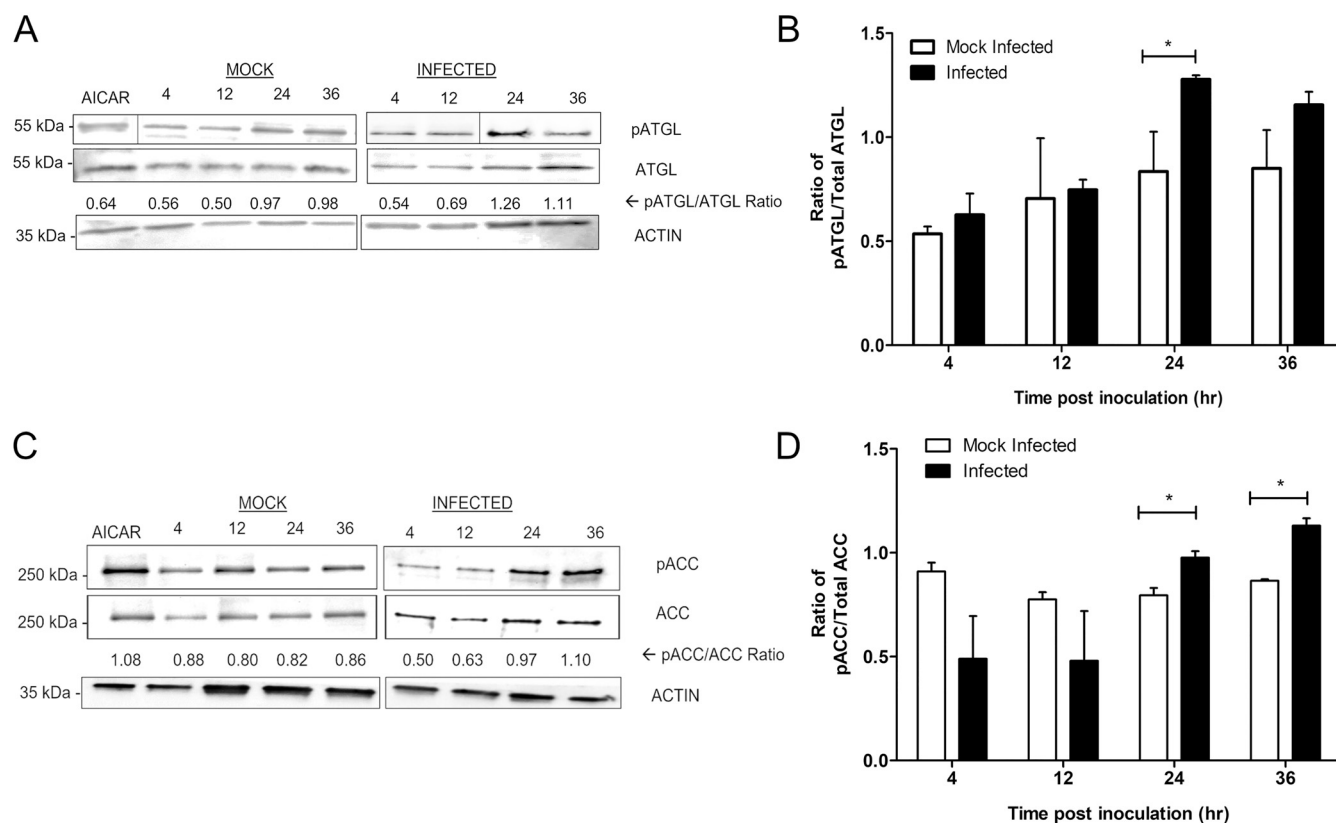 A
MOCK
INFECTED
AICAR 4 12 24 36 4 12 24 36
55 kDa - pATGL
55 kDa - ATGL
0.64 0.56 0.50 0.97 0.98 0.54 0.69 1.26 1.11 ← pATGL/ATGL Ratio
35 kDa - ACTIN
B
Mock Infected
Infected
*
1.5
1.0
0.5
0.0
Ratio of
pATGL/Total ATGL
4 12 24 36
Time post inoculation (hr)
C
MOCK
INFECTED
AICAR 4 12 24 36 4 12 24 36
250 kDa - pACC
250 kDa - ACC
1.08 0.88 0.80 0.82 0.86 0.50 0.63 0.97 1.10 ← pACC/ACC Ratio
35 kDa - ACTIN
D
Mock Infected
Infected
* *
1.5
1.0
0.5
0.0
Ratio of
pACC/Total ACC
4 12 24 36
Time post inoculation (hr)